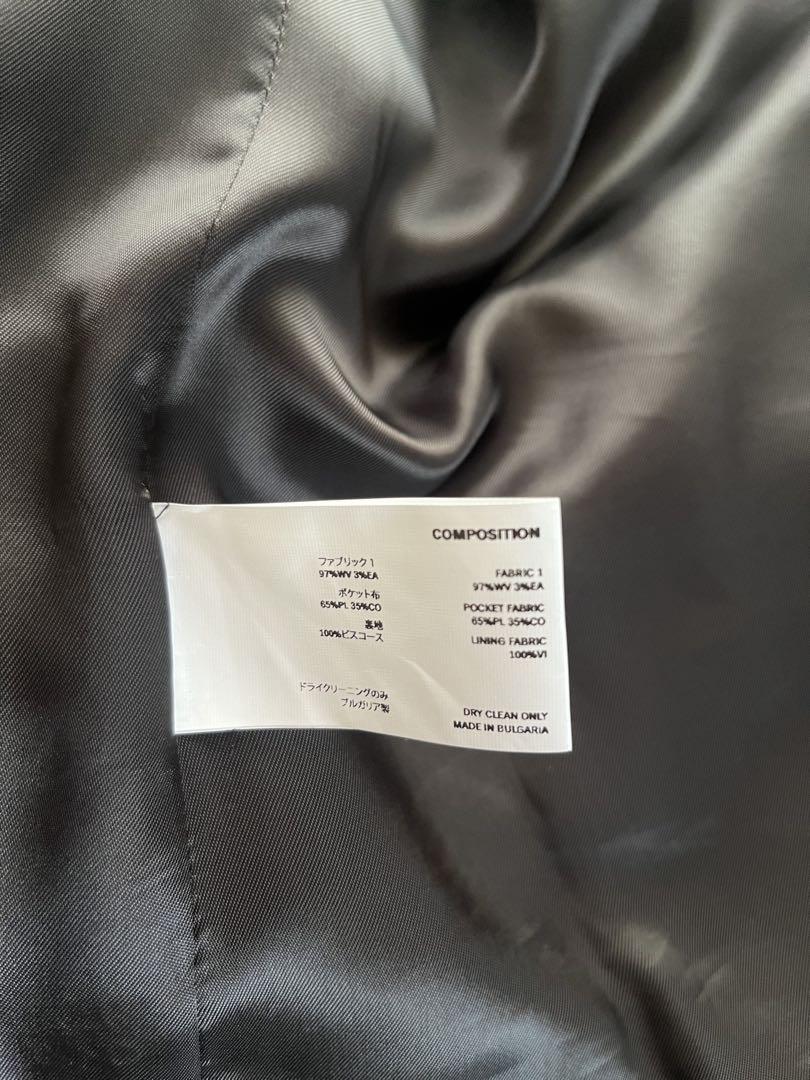 COMPOSITION
ファブリック 1
97%WV 3%EA
ポケット布
65%PL 35%CO
裏地
100%ビスコース
ドライクリーニングのみ
ブルガリア製
FABRIC 1
97%WV 3%EA
POCKET FABRIC
65%PL 35%CO
LINING FABRIC
100%VI
DRY CLEAN ONLY
MADE IN BULGARIA